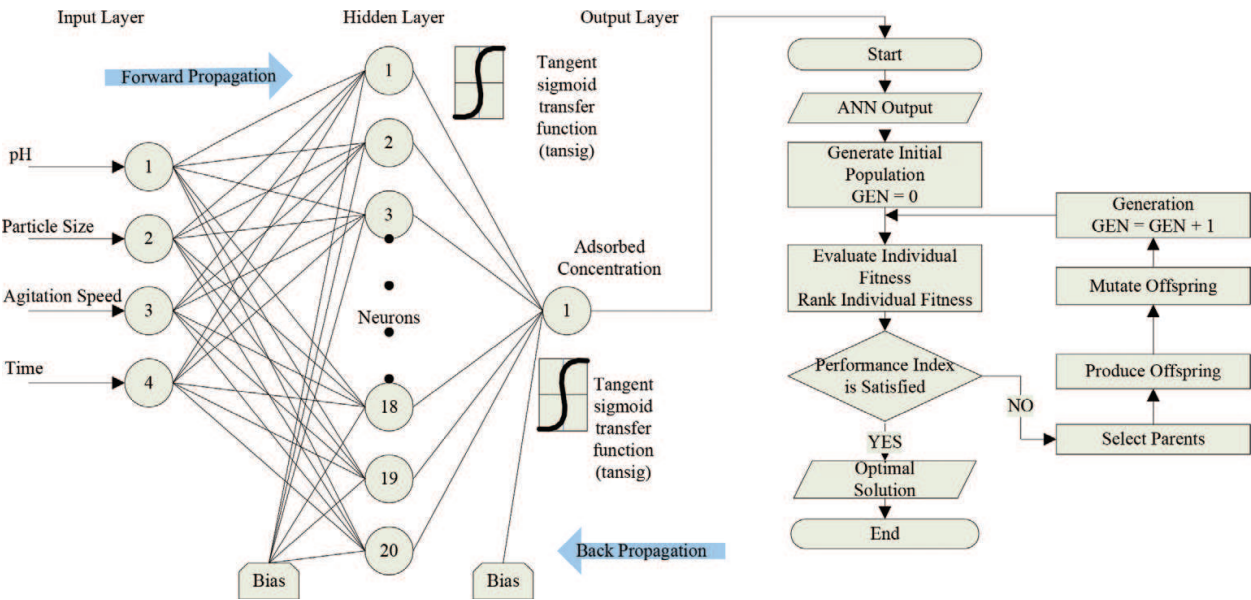 Input Layer
Hidden Layer
Output Layer
Forward Propagation
1
2
3
Neurons
18
19
20
Tangent
sigmoid
transfer
function
(tansig)
pH
1
Particle Size
2
Agitation Speed
3
Time
4
Adsorbed
Concentration
1
Tangent
sigmoid
transfer
function
(tansig)
Bias
Bias
Back Propagation
Start
ANN Output
Generate Initial
Population
GEN = 0
Evaluate Individual
Fitness
Rank Individual Fitness
Performance Index
is Satisfied
NO
YES
Optimal
Solution
End
Generation
GEN = GEN + 1
Mutate Offspring
Produce Offspring
Select Parents